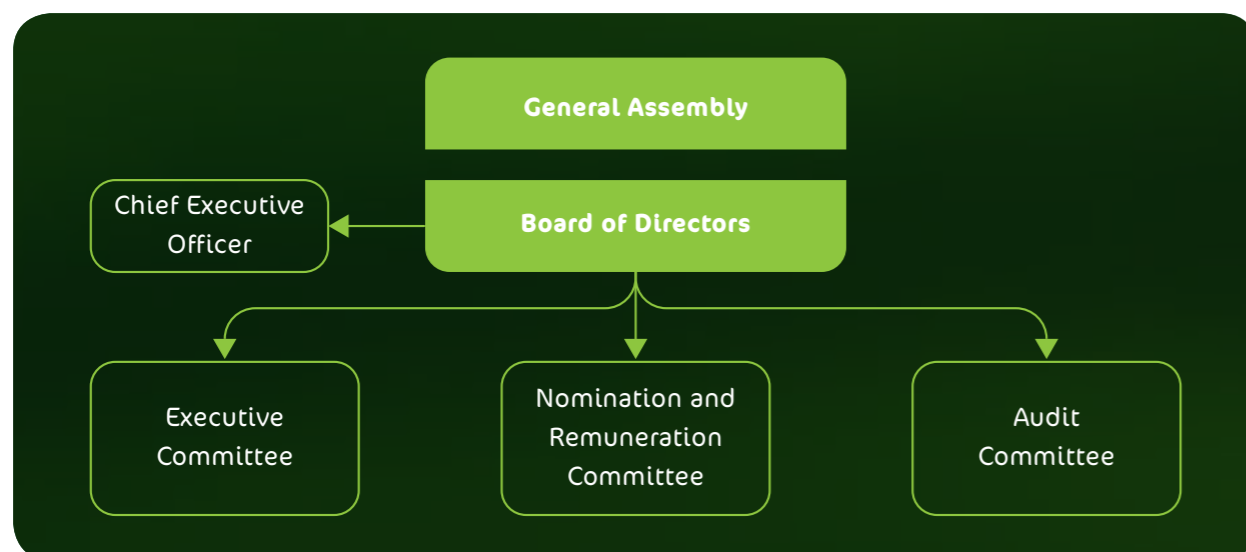 General Assembly
Chief Executive
Officer
Board of Directors
Executive
Committee
Nomination and
Remuneration
Committee
Audit
Committee